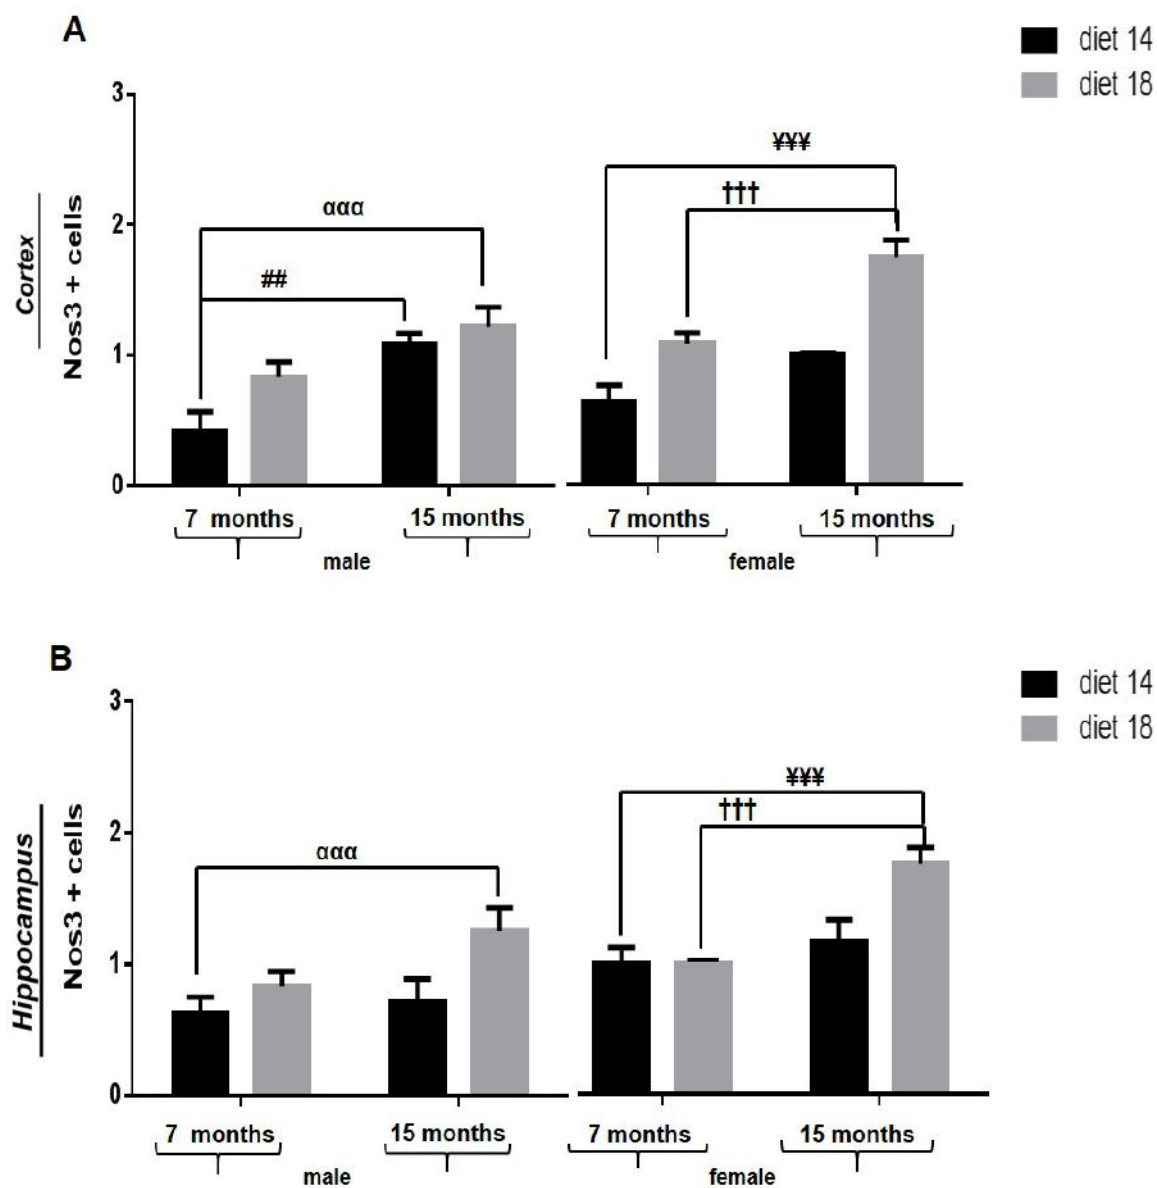 A
diet 14
diet 18
3
2
1
0
Cortex
Nos3 + cells
ααα
##
¥¥¥
†††
7 months
15 months
7 months
15 months
male
female
B
diet 14
diet 18
3
2
1
0
Hippocampus
Nos3 + cells
ααα
¥¥¥
†††
7 months
15 months
7 months
15 months
male
female